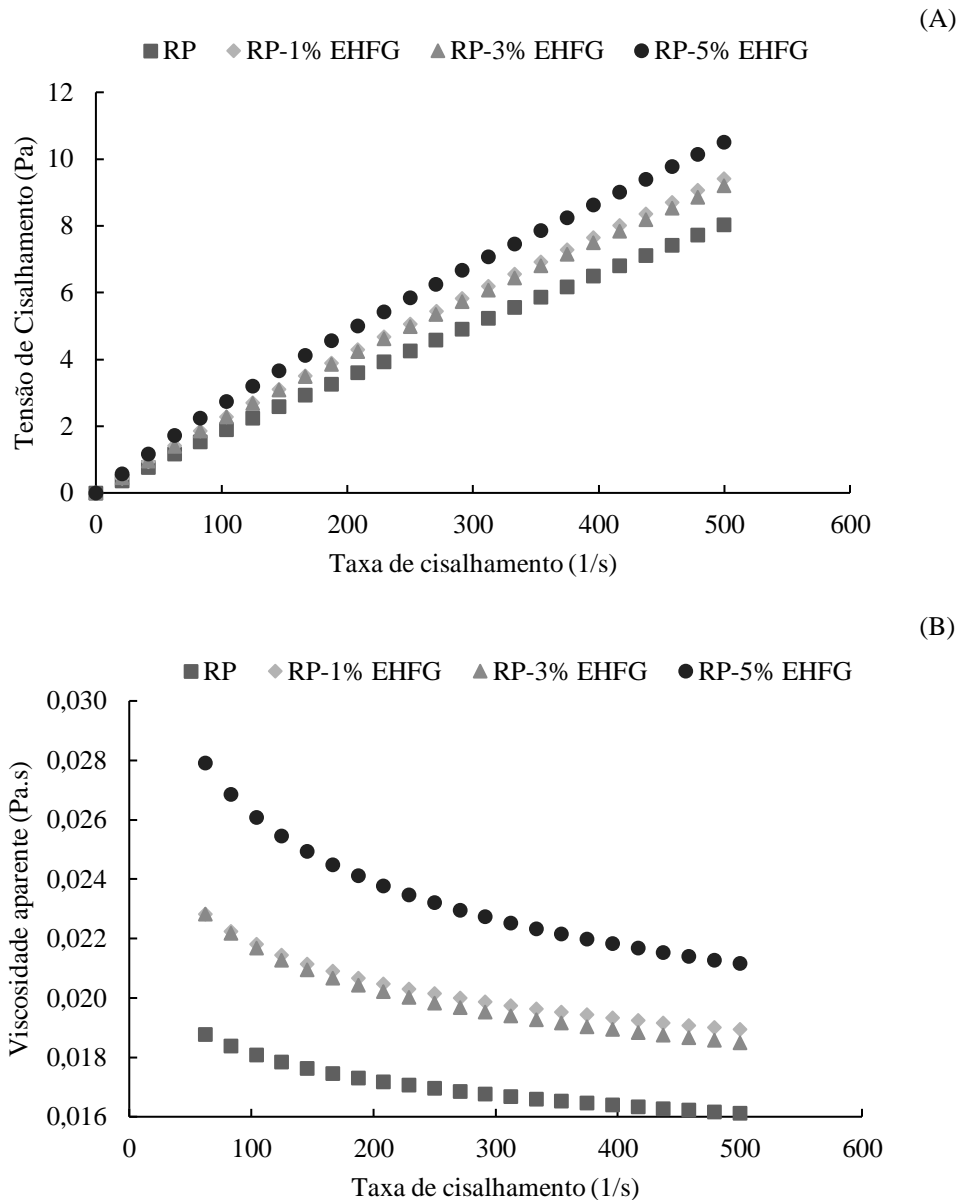 (A)
RP RP-1% EHFG RP-3% EHFG RP-5% EHFG
12
10
8
6
4
2
0
Tensão de Cisalhamento (Pa)
0 100 200 300 400 500 600
Taxa de cisalhamento (1/s)
(B)
RP RP-1% EHFG RP-3% EHFG RP-5% EHFG
0,030
0,028
0,026
0,024
0,022
0,020
0,018
0,016
Viscosidade aparente (Pa.s)
0 100 200 300 400 500 600
Taxa de cisalhamento (1/s)